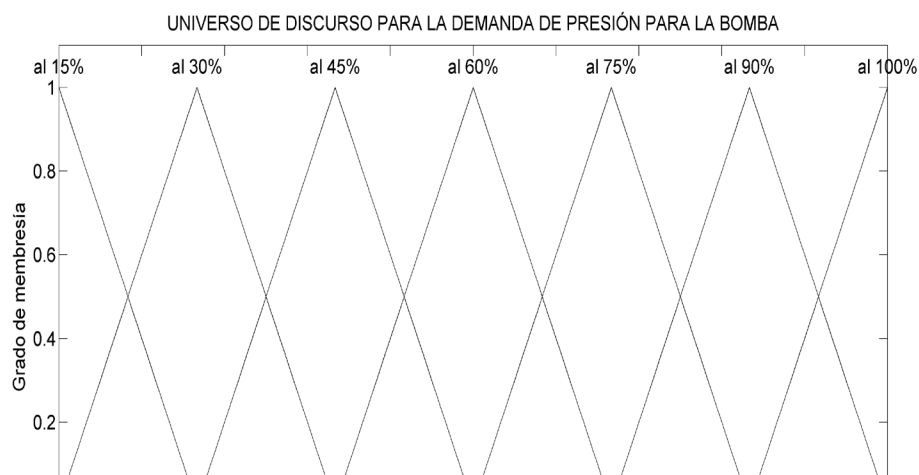 UNIVERSO DE DISCURSO PARA LA DEMANDA DE PRESIÓN PARA LA BOMBA
al 15% al 30% al 45% al 60% al 75% al 90% al 100%
1
0.8
0.6
0.4
0.2
Grado de membresía